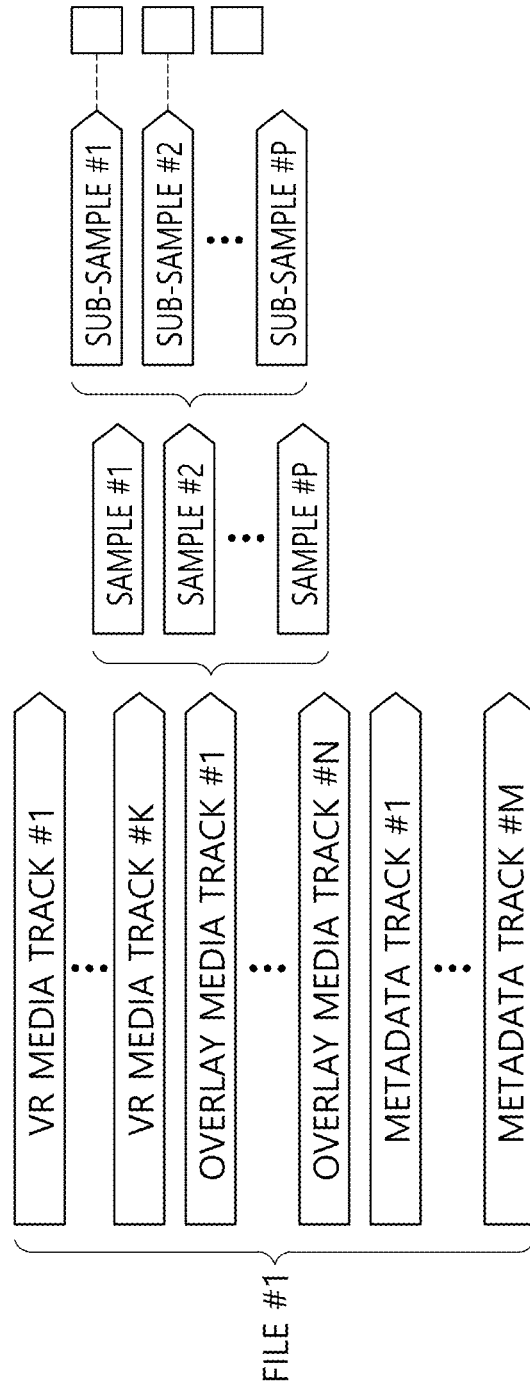 FILE #1
VR MEDIA TRACK #1
VR MEDIA TRACK #K
OVERLAY MEDIA TRACK #1
OVERLAY MEDIA TRACK #N
METADATA TRACK #1
METADATA TRACK #M
SAMPLE #1
SAMPLE #2
SAMPLE #P
SUB-SAMPLE #1
SUB-SAMPLE #2
SUB-SAMPLE #P